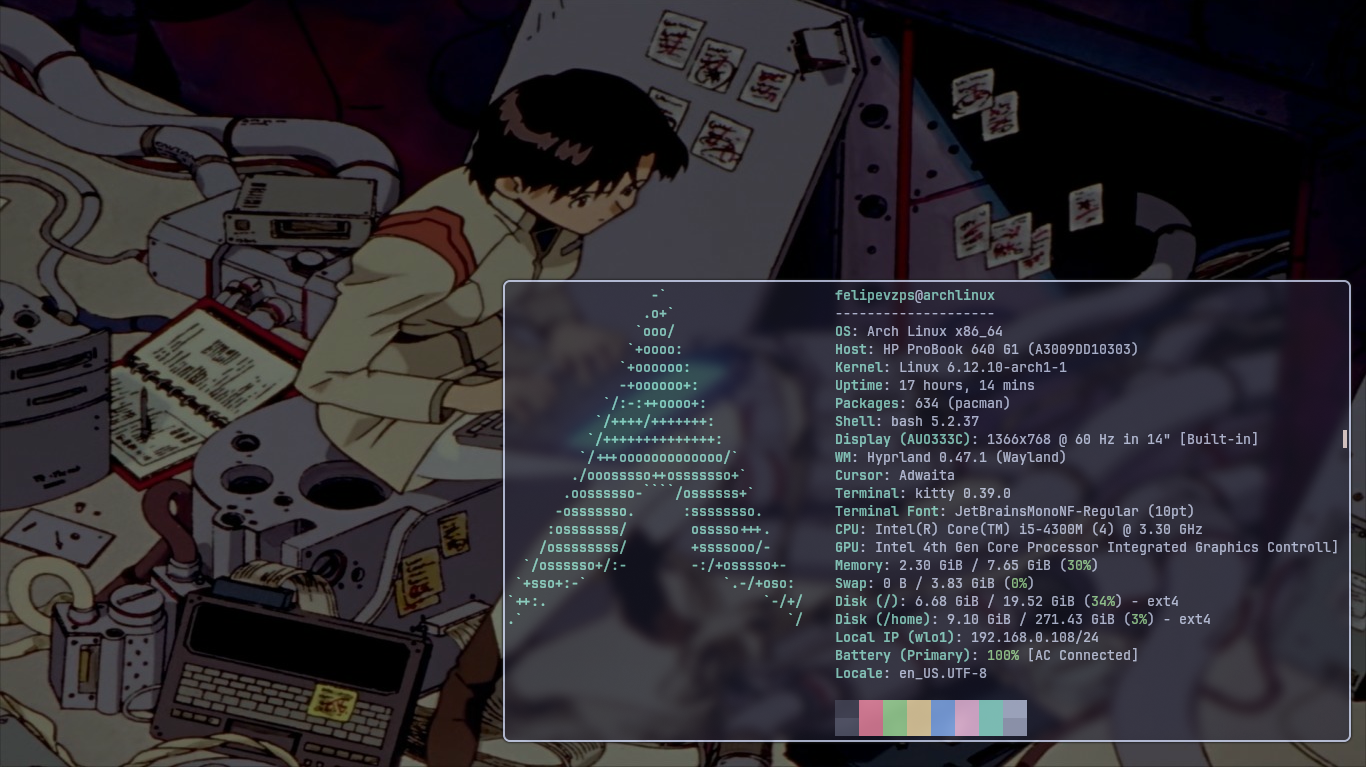 felipevzps@archlinux
--------------------
OS: Arch Linux x86_64
Host: HP ProBook 640 G1 (A3009DD10303)
Kernel: Linux 6.12.10-arch1-1
Uptime: 17 hours, 14 mins
Packages: 634 (pacman)
Shell: bash 5.2.37
Display (AUO333C): 1366x768 @ 60 Hz in 14" [Built-in]
WM: Hyprland 0.47.1 (Wayland)
Cursor: Adwaita
Terminal: kitty 0.39.0
Terminal Font: JetBrainsMonoNF-Regular (10pt)
CPU: Intel(R) Core(TM) i5-4300M (4) @ 3.30 GHz
GPU: Intel 4th Gen Core Processor Integrated Graphics Controll]
Memory: 2.30 GiB / 7.65 GiB (30%)
Swap: 0 B / 3.83 GiB (0%)
Disk (/): 6.68 GiB / 19.52 GiB (34%) - ext4
Disk (/home): 9.10 GiB / 271.43 GiB (3%) - ext4
Local IP (wlo1): 192.168.0.108/24
Battery (Primary): 100% [AC Connected]
Locale: en_US.UTF-8